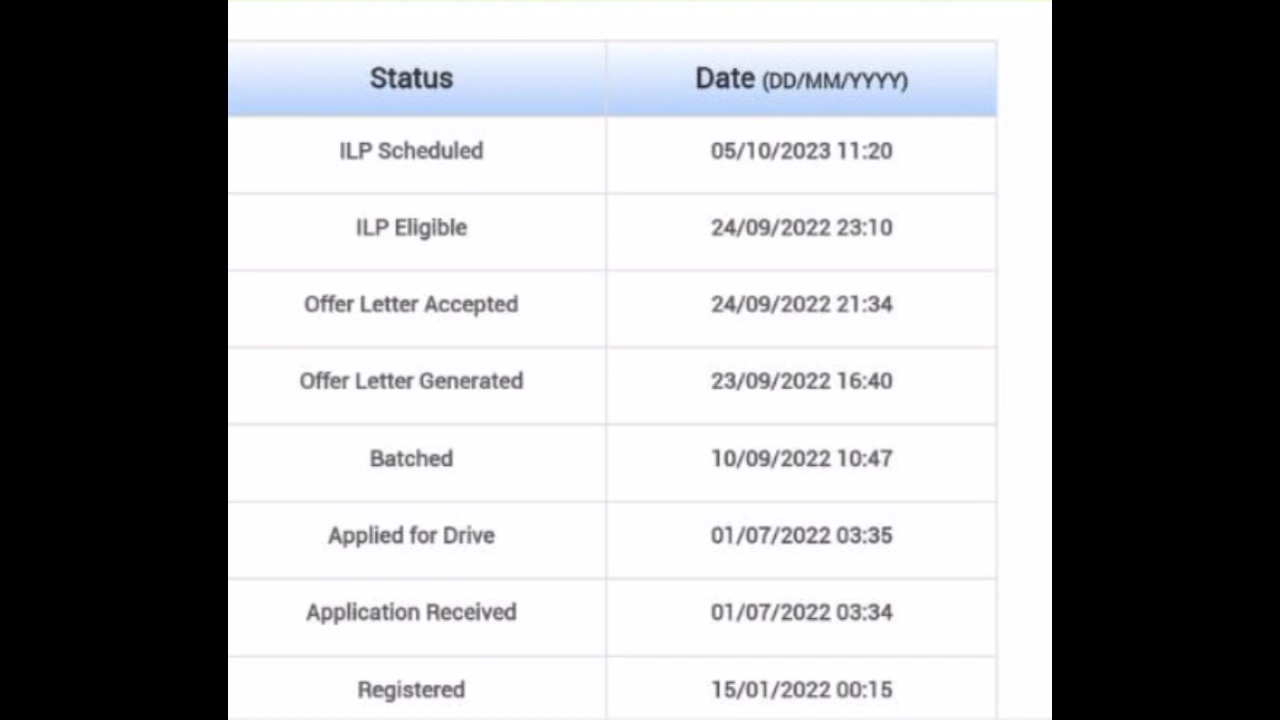 Status Date (DD/MM/YYYY)
ILP Scheduled 05/10/2023 11:20
ILP Eligible 24/09/2022 23:10
Offer Letter Accepted 24/09/2022 21:34
Offer Letter Generated 23/09/2022 16:40
Batched 10/09/2022 10:47
Applied for Drive 01/07/2022 03:35
Application Received 01/07/2022 03:34
Registered 15/01/2022 00:15